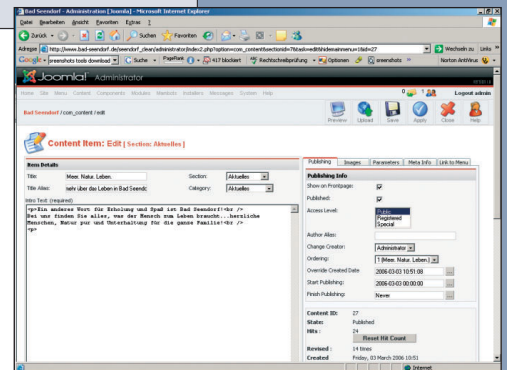 Bad Seendorf - Administration [Joomla] - Microsoft Internet Explorer
Datei Bearbeiten Ansicht Favoriten Extras ?
Zurück Suchen Favoriten
Adresse http://www.bad-seendorf.de/seendorf_clean/administrator/index2.php?option=com_content&sectionid=7&task=edit&hidemainmenu=1&id=27 Wechseln zu Links
Google screenshots tools download Suche PageRank 417 blockiert Rechtschreibprüfung Optionen screenshots Norton AntiVirus
Joomla! Administrator
Home Site Menu Content Components Modules Mambots Installers Messages System Help 0 1 Logout admin
Bad Seendorf / com_content / edit
Preview Upload Save Apply Close Help
Content Item: Edit [ Section: Aktuelles ]
Item Details
Title: Meer. Natur. Leben. Section: Aktuelles
Title Alias: sehr über das Leben in Bad Seendo Category: Aktuelles
Intro Text: (required)
<p>Ein anderes Wort für Erholung und Spaß ist Bad Seendorf!<br />
Bei uns finden Sie alles, was der Mensch zum Leben braucht...herzliche
Menschen, Natur pur und Unterhaltung für die ganze Familie!<br />
<p>
Publishing Images Parameters Meta Info Link to Menu
Publishing Info
Show on Frontpage:
Published:
Access Level: Public
Registered
Special
Author Alias:
Change Creator: Administrator
Ordering: 1 (Meer. Natur. Leben.)
Override Created Date 2006-03-03 10:51:08 ...
Start Publishing: 2006-03-03 00:00:00 ...
Finish Publishing: Never ...
Content ID: 27
State: Published
Hits : 24
Reset Hit Count
Revised : 14 times
Created Friday, 03 March 2006 10:51
Internet